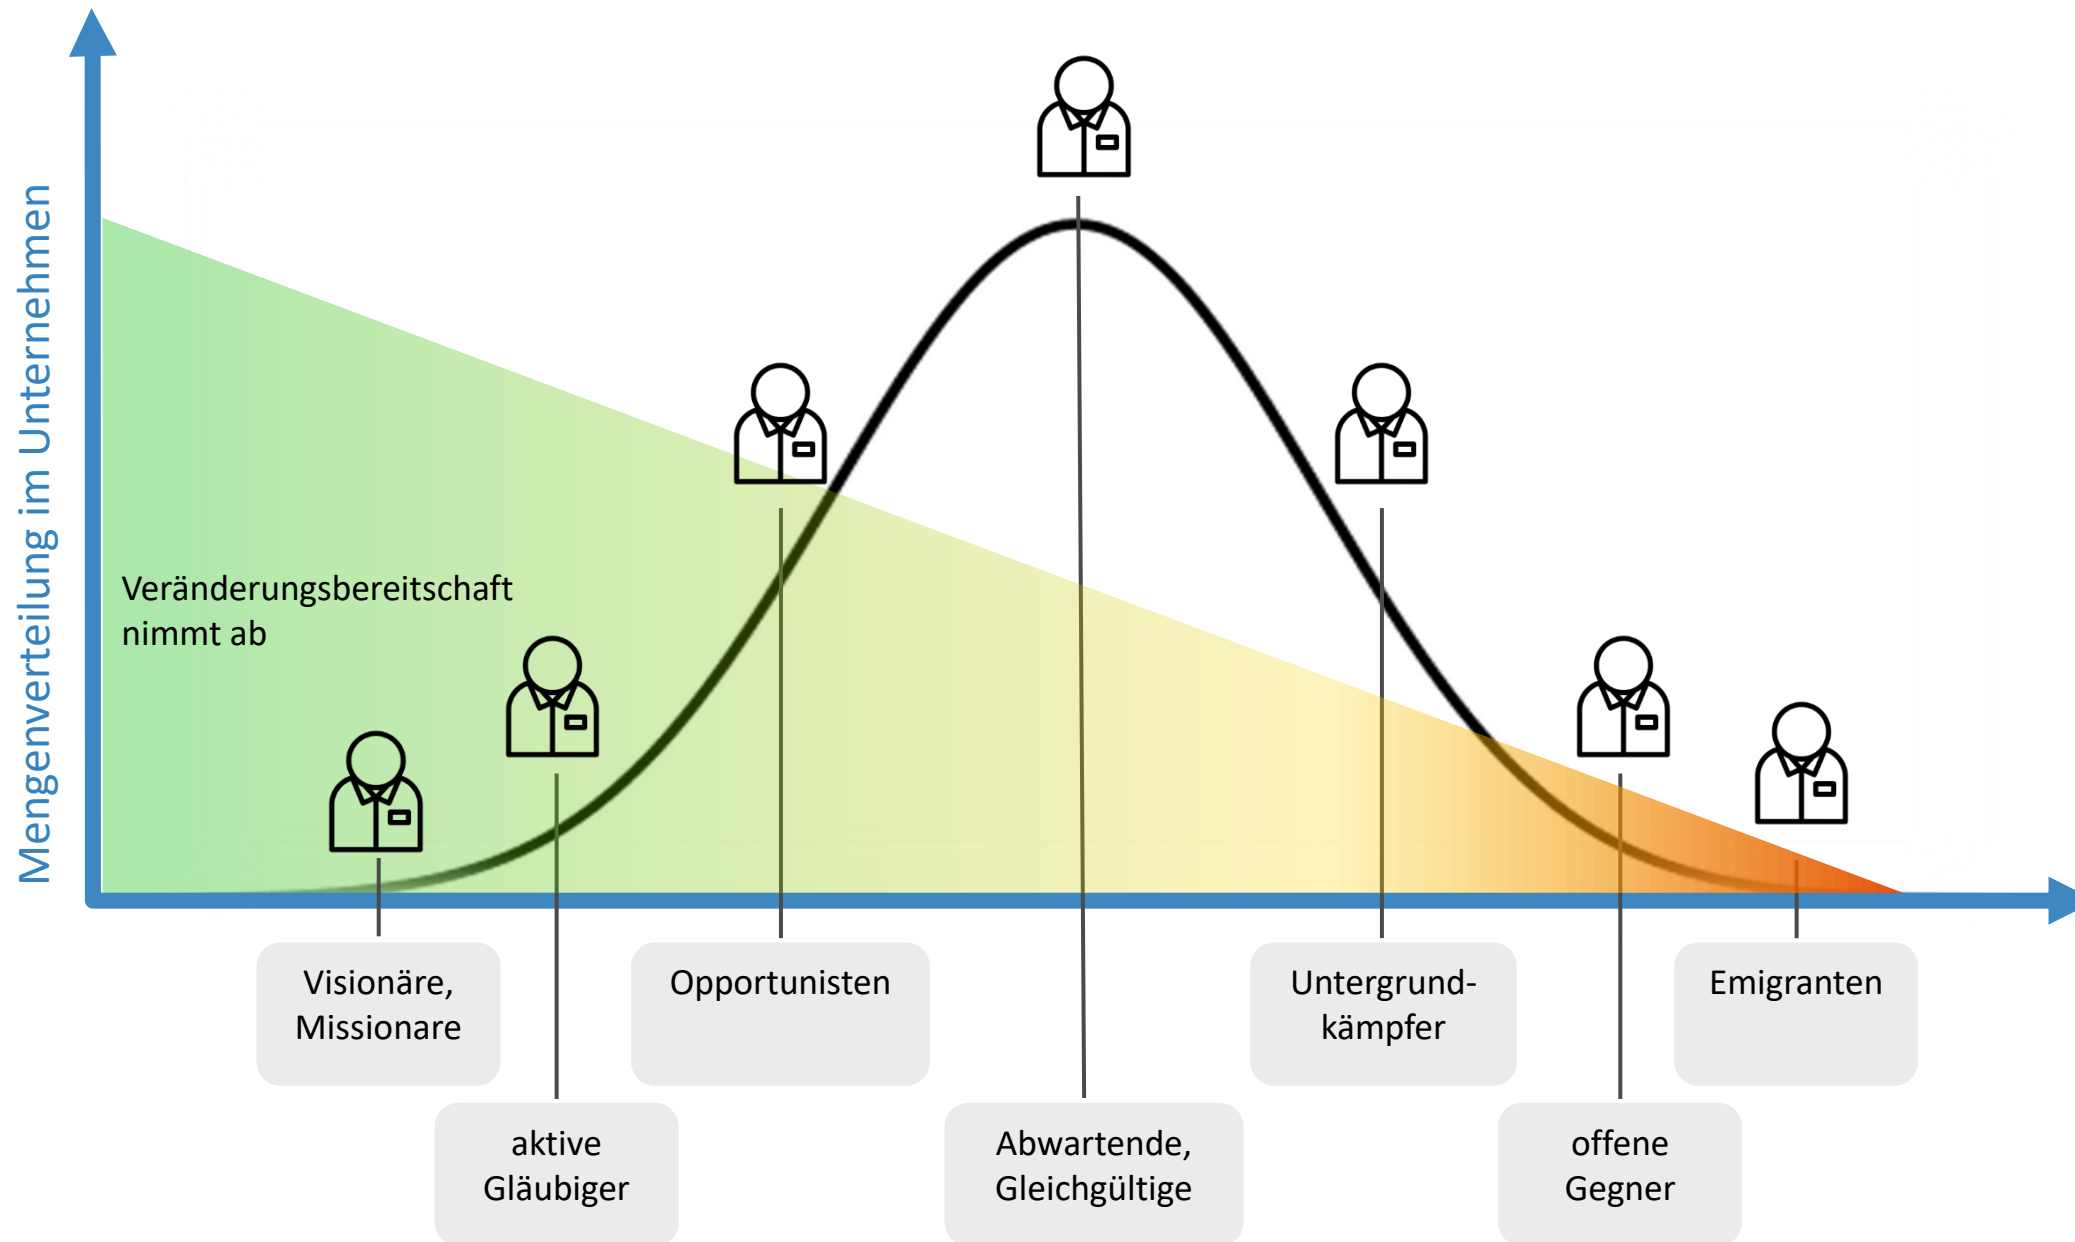 Mengenverteilung im Unternehmen
Veränderungsbereitschaft
nimmt ab
Visionäre,
Missionare
aktive
Gläubiger
Opportunisten
Abwartende,
Gleichgültige
Untergrund-
kämpfer
offene
Gegner
Emigranten